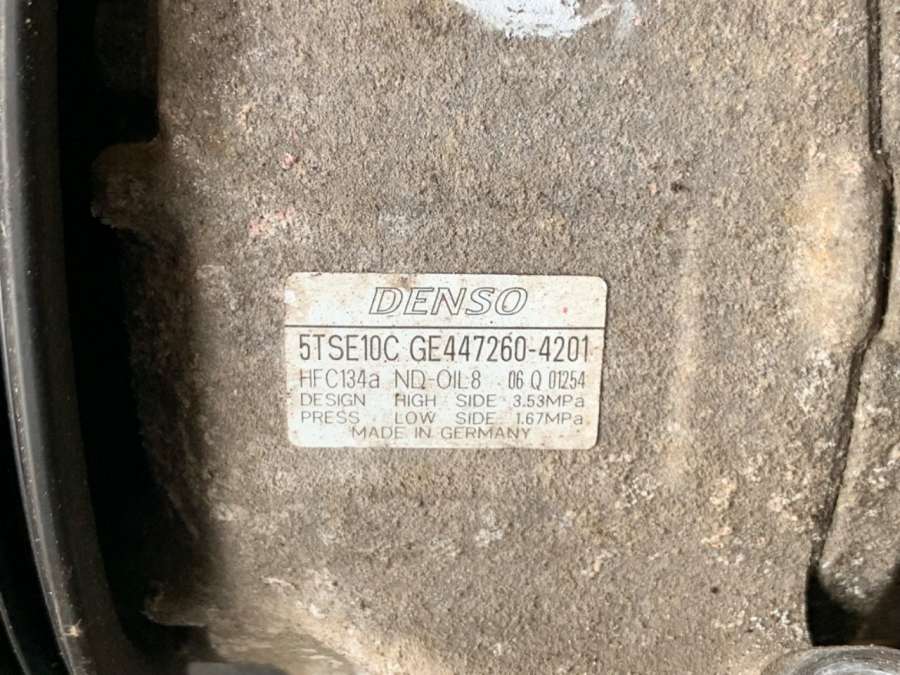 DENSO
5TSE10C GE447260-4201
HFC134a ND-OIL8 06 Q 01254
DESIGN HIGH SIDE 3.53MPa
PRESS LOW SIDE 1.67MPa
MADE IN GERMANY